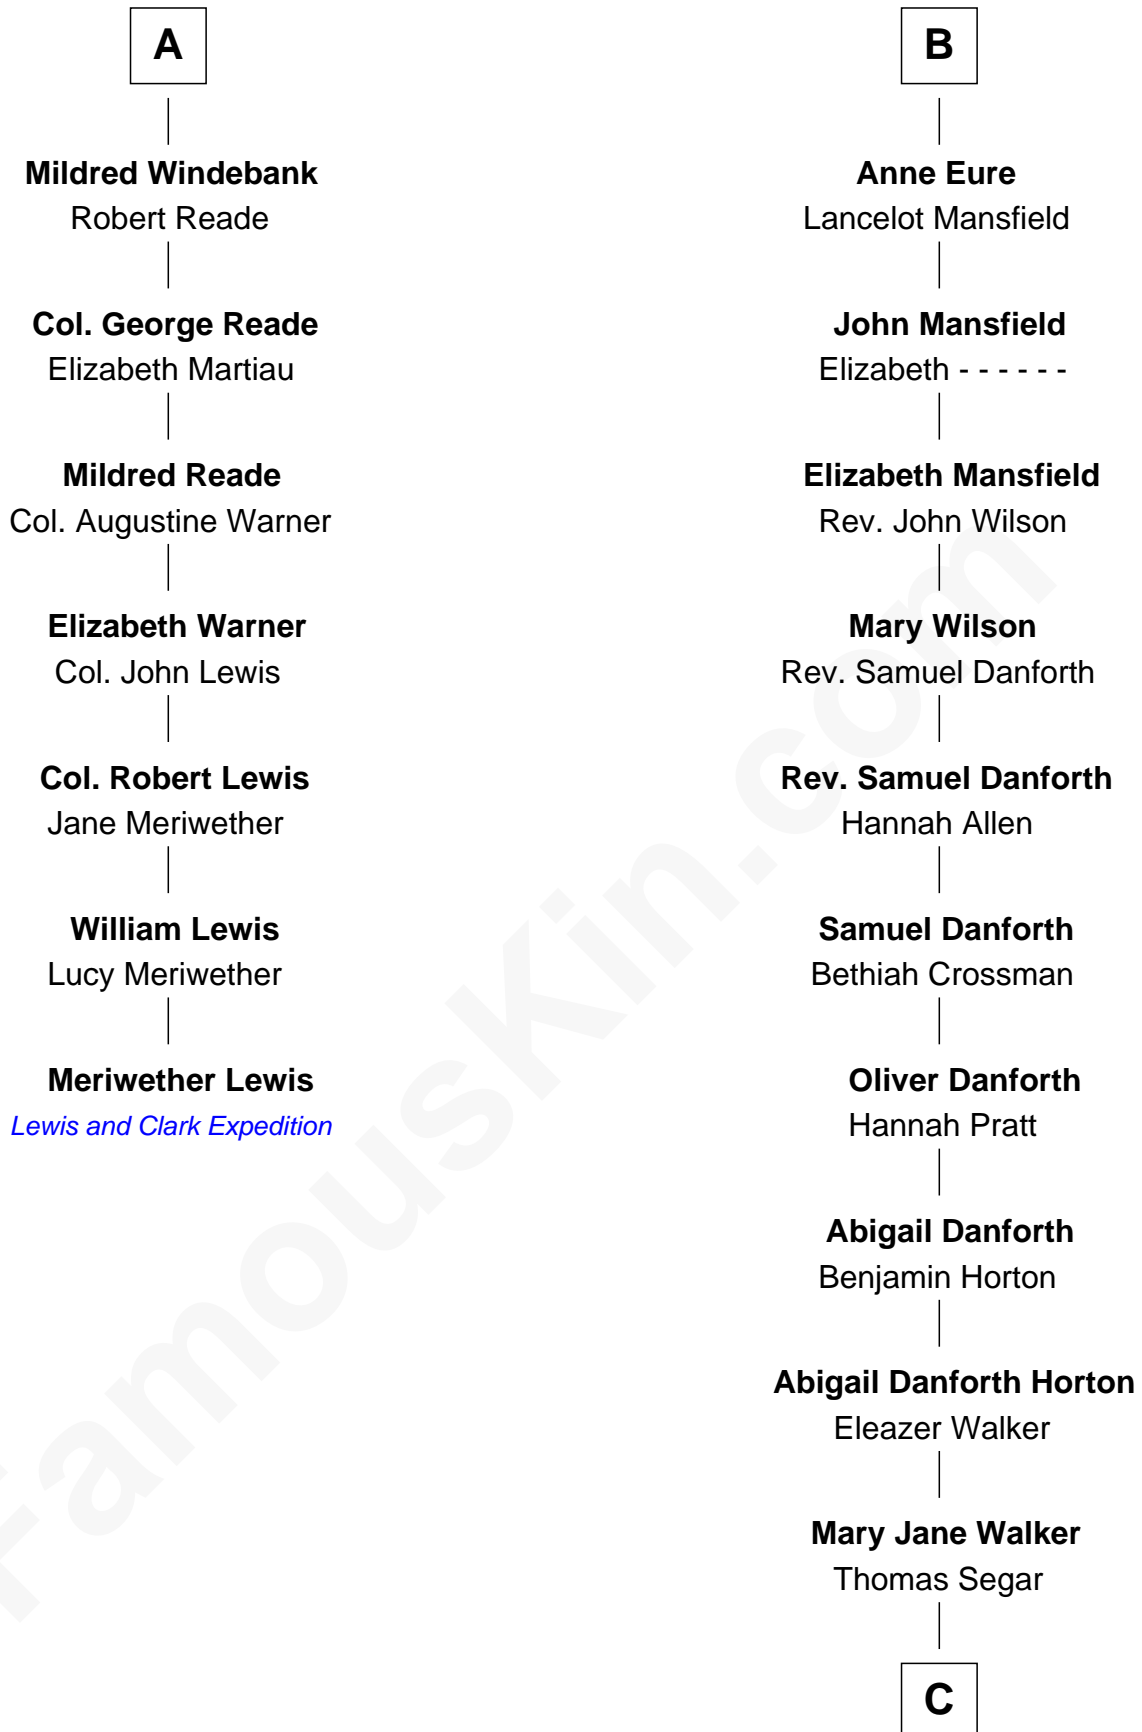 A
Mildred Windebank
Robert Reade
Col. George Reade
Elizabeth Martiau
Mildred Reade
Col. Augustine Warner
Elizabeth Warner
Col. John Lewis
Col. Robert Lewis
Jane Meriwether
William Lewis
Lucy Meriwether
Meriwether Lewis
Lewis and Clark Expedition
B
Anne Eure
Lancelot Mansfield
John Mansfield
Elizabeth - - - - - -
Elizabeth Mansfield
Rev. John Wilson
Mary Wilson
Rev. Samuel Danforth
Rev. Samuel Danforth
Hannah Allen
Samuel Danforth
Bethiah Crossman
Oliver Danforth
Hannah Pratt
Abigail Danforth
Benjamin Horton
Abigail Danforth Horton
Eleazer Walker
Mary Jane Walker
Thomas Segar
C
FamousKin.com